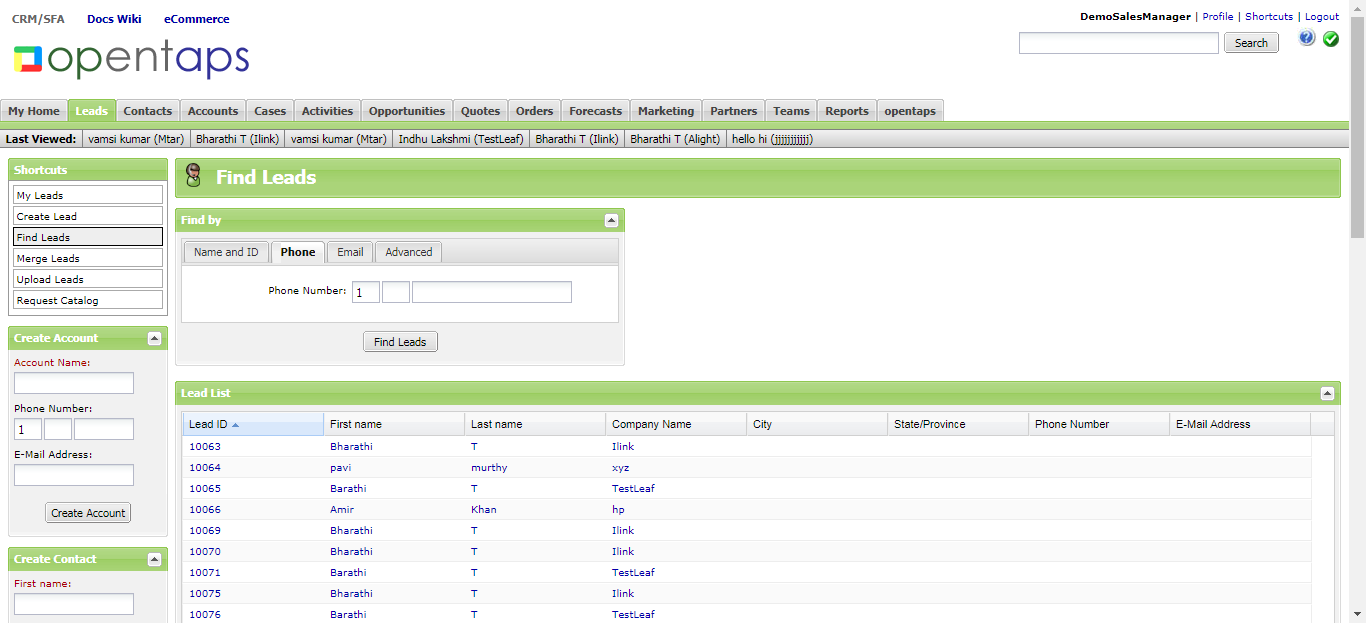 CRM/SFA Docs Wiki eCommerce
DemoSalesManager | Profile | Shortcuts | Logout
opentaps
Search
My Home Leads Contacts Accounts Cases Activities Opportunities Quotes Orders Forecasts Marketing Partners Teams Reports opentaps
Last Viewed: vamsi kumar (Mtar) Bharathi T (Ilink) vamsi kumar (Mtar) Indhu Lakshmi (TestLeaf) Bharathi T (Ilink) Bharathi T (Alight) hello hi (jjjjjjjjjjj)
Shortcuts
My Leads
Create Lead
Find Leads
Merge Leads
Upload Leads
Request Catalog
Create Account
Account Name:
Phone Number:
1
E-Mail Address:
Create Account
Create Contact
First name:
Find Leads
Find by
Name and ID Phone Email Advanced
Phone Number: 1
Find Leads
Lead List
Lead ID First name Last name Company Name City State/Province Phone Number E-Mail Address
10063 Bharathi T Ilink
10064 pavi murthy xyz
10065 Barathi T TestLeaf
10066 Amir Khan hp
10069 Bharathi T Ilink
10070 Bharathi T Ilink
10071 Barathi T TestLeaf
10075 Bharathi T Ilink
10076 Barathi T TestLeaf